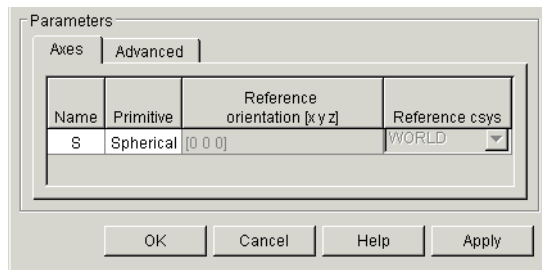 Parameters
Axes Advanced
Name Primitive Reference orientation [x y z] Reference csys
S Spherical [0 0 0] WORLD
OK Cancel Help Apply